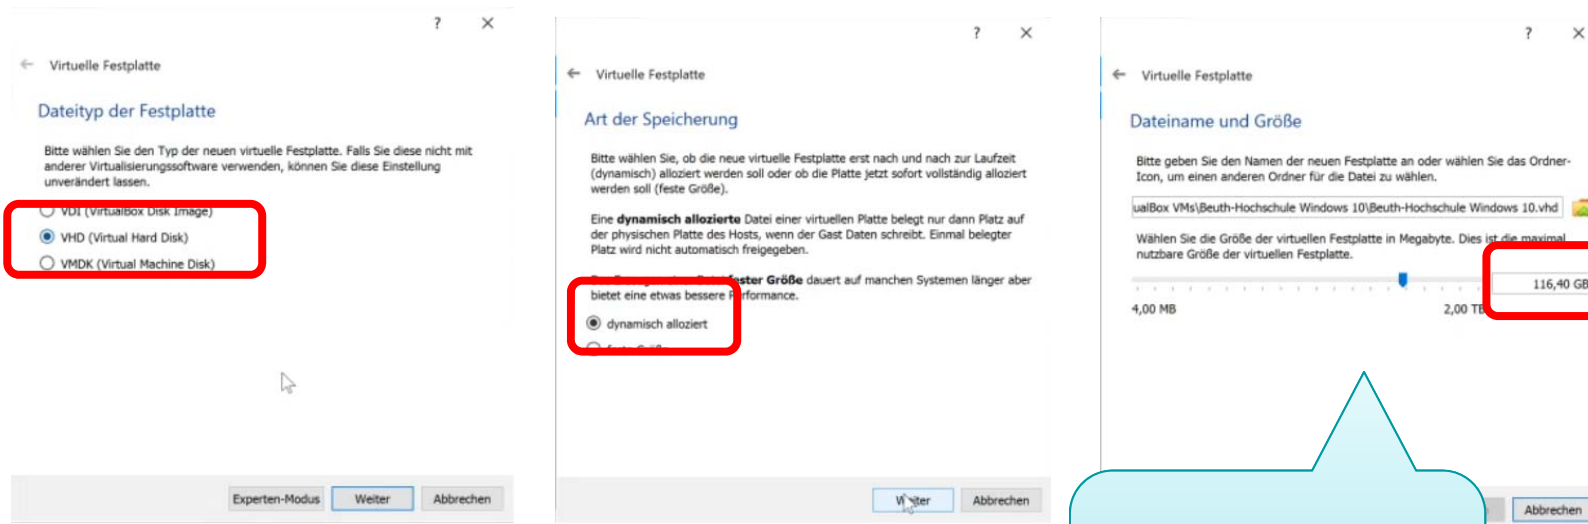 ?
Virtuelle Festplatte
Dateityp der Festplatte
Bitte wählen Sie den Typ der neuen virtuelle Festplatte. Falls Sie diese nicht mit
anderer Virtualisierungssoftware verwenden, können Sie diese Einstellung
unverändert lassen.
VDI (VirtualBox Disk Image)
VHD (Virtual Hard Disk)
VMDK (Virtual Machine Disk)
Experten-Modus
Weiter
Abbrechen
?
Virtuelle Festplatte
Art der Speicherung
Bitte wählen Sie, ob die neue virtuelle Festplatte erst nach und nach zur Laufzeit
(dynamisch) alloziert werden soll oder ob die Platte jetzt sofort vollständig alloziert
werden soll (feste Größe).
Eine dynamisch allozierte Datei einer virtuellen Platte belegt nur dann Platz auf
der physischen Platte des Hosts, wenn der Gast Daten schreibt. Einmal belegter
Platz wird nicht automatisch freigegeben.
fester Größe dauert auf manchen Systemen länger aber
bietet eine etwas bessere Performance.
dynamisch alloziert
Weiter
Abbrechen
?
Virtuelle Festplatte
Dateiname und Größe
Bitte geben Sie den Namen der neuen Festplatte an oder wählen Sie das Ordner-
Icon, um einen anderen Ordner für die Datei zu wählen.
ualBox VMs\Beuth-Hochschule Windows 10\Beuth-Hochschule Windows 10.vhd
Wählen Sie die Größe der virtuellen Festplatte in Megabyte. Dies ist die maximal
nutzbare Größe der virtuellen Festplatte.
116,40 GB
4,00 MB
2,00 TB
Abbrechen